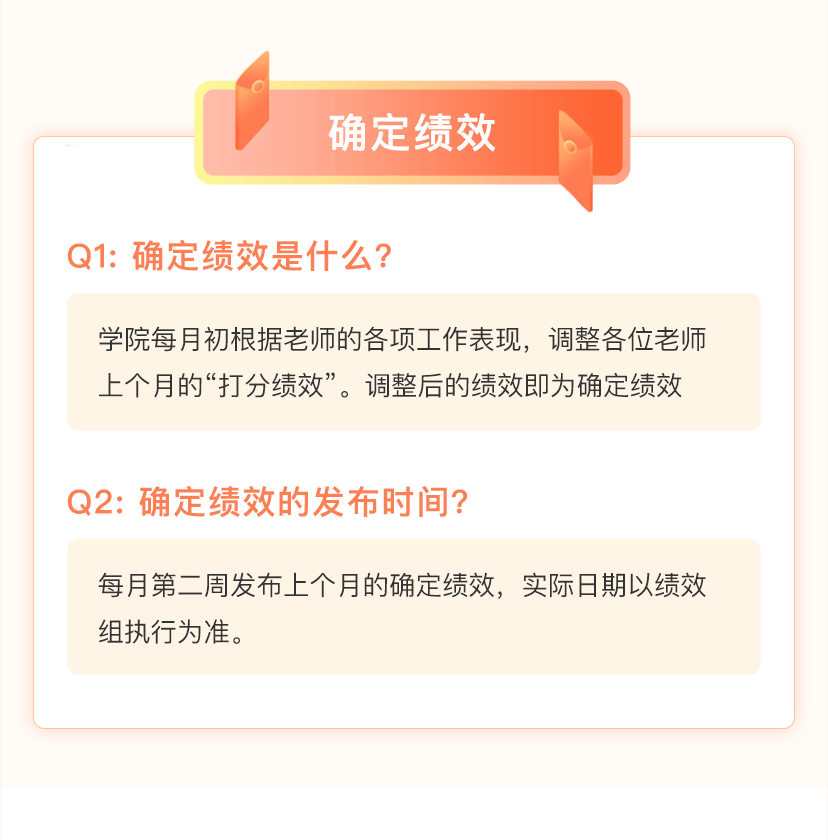 确定绩效
Q1: 确定绩效是什么?
学院每月初根据老师的各项工作表现，调整各位老师
上个月的“打分绩效”。调整后的绩效即为确定绩效
Q2: 确定绩效的发布时间?
每月第二周发布上个月的确定绩效，实际日期以绩效
组执行为准。